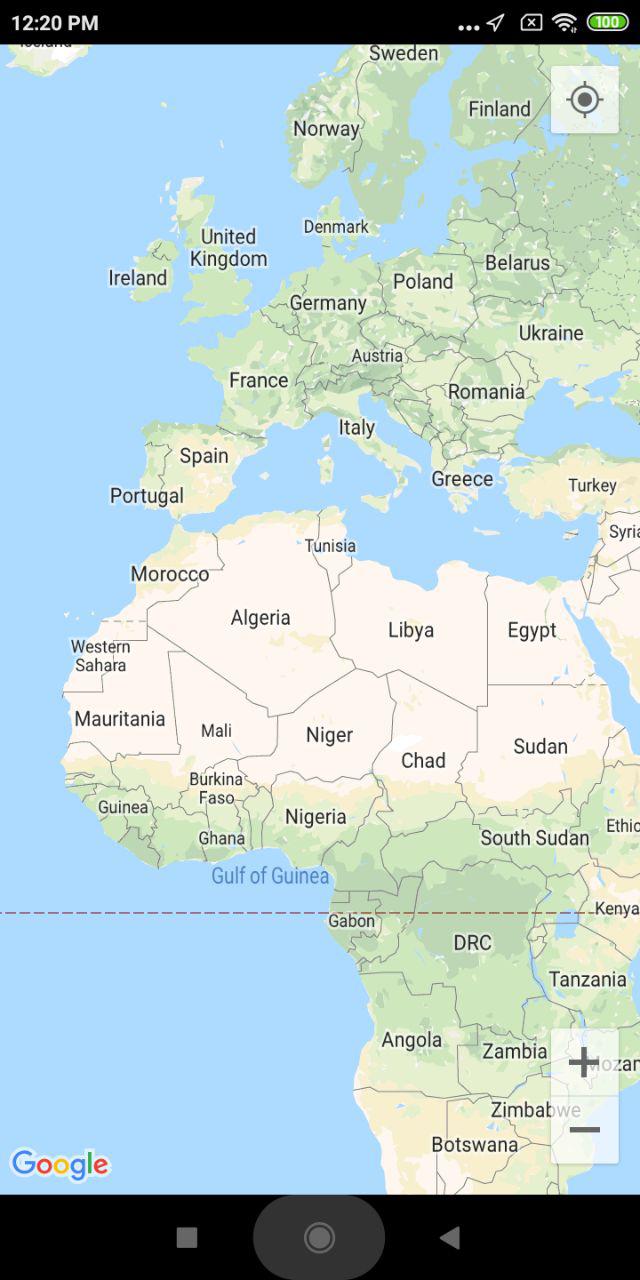 12:20 PM
100
Iceland
Sweden
Finland
Norway
Denmark
United
Kingdom
Ireland
Belarus
Poland
Germany
Ukraine
Austria
France
Romania
Italy
Spain
Greece
Turkey
Portugal
Syria
Tunisia
Morocco
Algeria
Libya
Egypt
Western
Sahara
Mauritania
Mali
Niger
Sudan
Chad
Burkina
Faso
Guinea
Nigeria
Ethio
Ghana
South Sudan
Gulf of Guinea
Kenya
Gabon
DRC
Tanzania
Angola
Zambia
Mozam
Zimbabwe
Botswana
Google